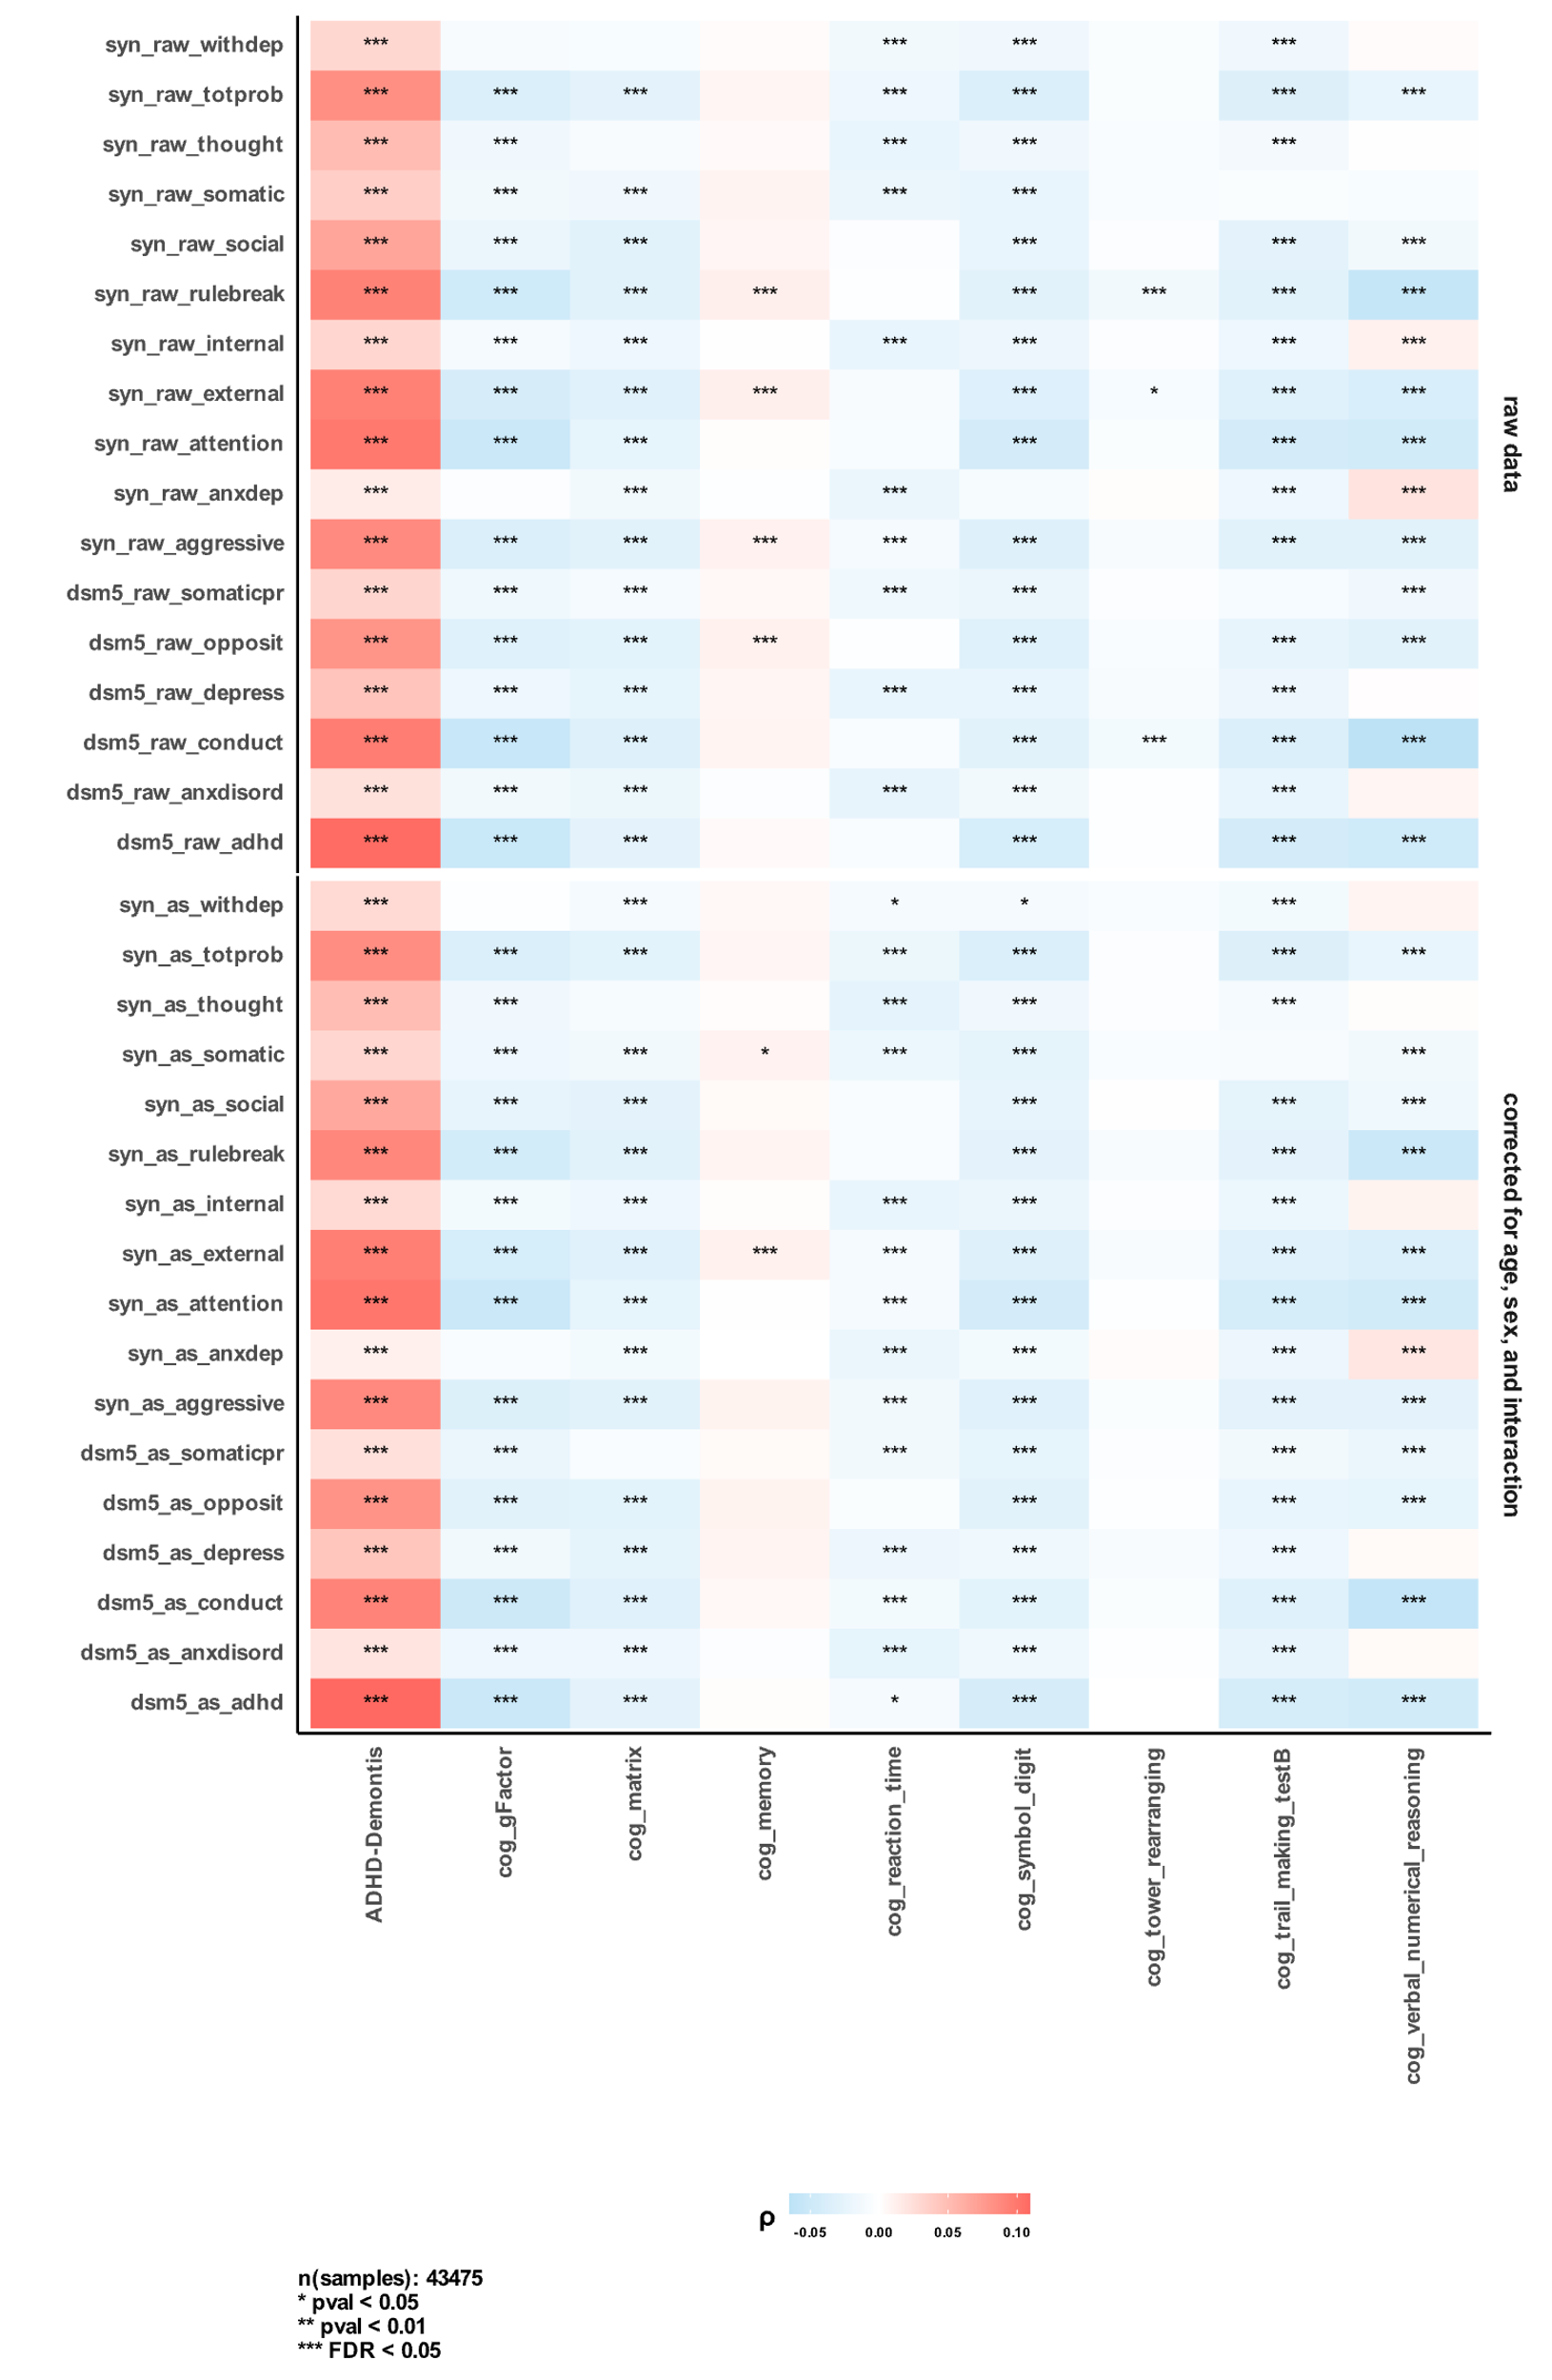 syn_raw_withdep *** *** *** ***
syn_raw_totprob *** *** *** *** *** *** ***
syn_raw_thought *** *** *** *** ***
syn_raw_somatic *** *** *** *** ***
syn_raw_social *** *** *** *** *** ***
syn_raw_rulebreak *** *** *** *** *** *** *** ***
syn_raw_internal *** *** *** *** *** *** ***
syn_raw_external *** *** *** *** *** * *** ***
syn_raw_attention *** *** *** *** *** ***
syn_raw_anxdep *** *** *** *** ***
syn_raw_aggressive *** *** *** *** *** *** *** ***
dsm5_raw_somaticpr *** *** *** *** *** ***
dsm5_raw_opposit *** *** *** *** *** *** ***
dsm5_raw_depress *** *** *** *** *** ***
dsm5_raw_conduct *** *** *** *** *** *** ***
dsm5_raw_anxdisord *** *** *** *** *** ***
dsm5_raw_adhd *** *** *** *** *** ***
raw data
syn_as_withdep *** *** * * ***
syn_as_totprob *** *** *** *** *** *** ***
syn_as_thought *** *** *** *** ***
syn_as_somatic *** *** *** * *** *** ***
syn_as_social *** *** *** *** *** ***
syn_as_rulebreak *** *** *** *** *** ***
syn_as_internal *** *** *** *** *** ***
syn_as_external *** *** *** *** *** *** *** ***
syn_as_attention *** *** *** *** *** *** ***
syn_as_anxdep *** *** *** *** *** ***
syn_as_aggressive *** *** *** *** *** *** ***
dsm5_as_somaticpr *** *** *** *** *** ***
dsm5_as_opposit *** *** *** *** *** ***
dsm5_as_depress *** *** *** *** *** ***
dsm5_as_conduct *** *** *** *** *** *** ***
dsm5_as_anxdisord *** *** *** *** *** ***
dsm5_as_adhd *** *** *** * *** *** ***
corrected for age, sex, and interaction
ADHD-Demontis
cog_gFactor
cog_matrix
cog_memory
cog_reaction_time
cog_symbol_digit
cog_tower_rearranging
cog_trail_making_testB
cog_verbal_numerical_reasoning
ρ
-0.05 0.00 0.05 0.10
n(samples): 43475
* pval < 0.05
** pval < 0.01
*** FDR < 0.05